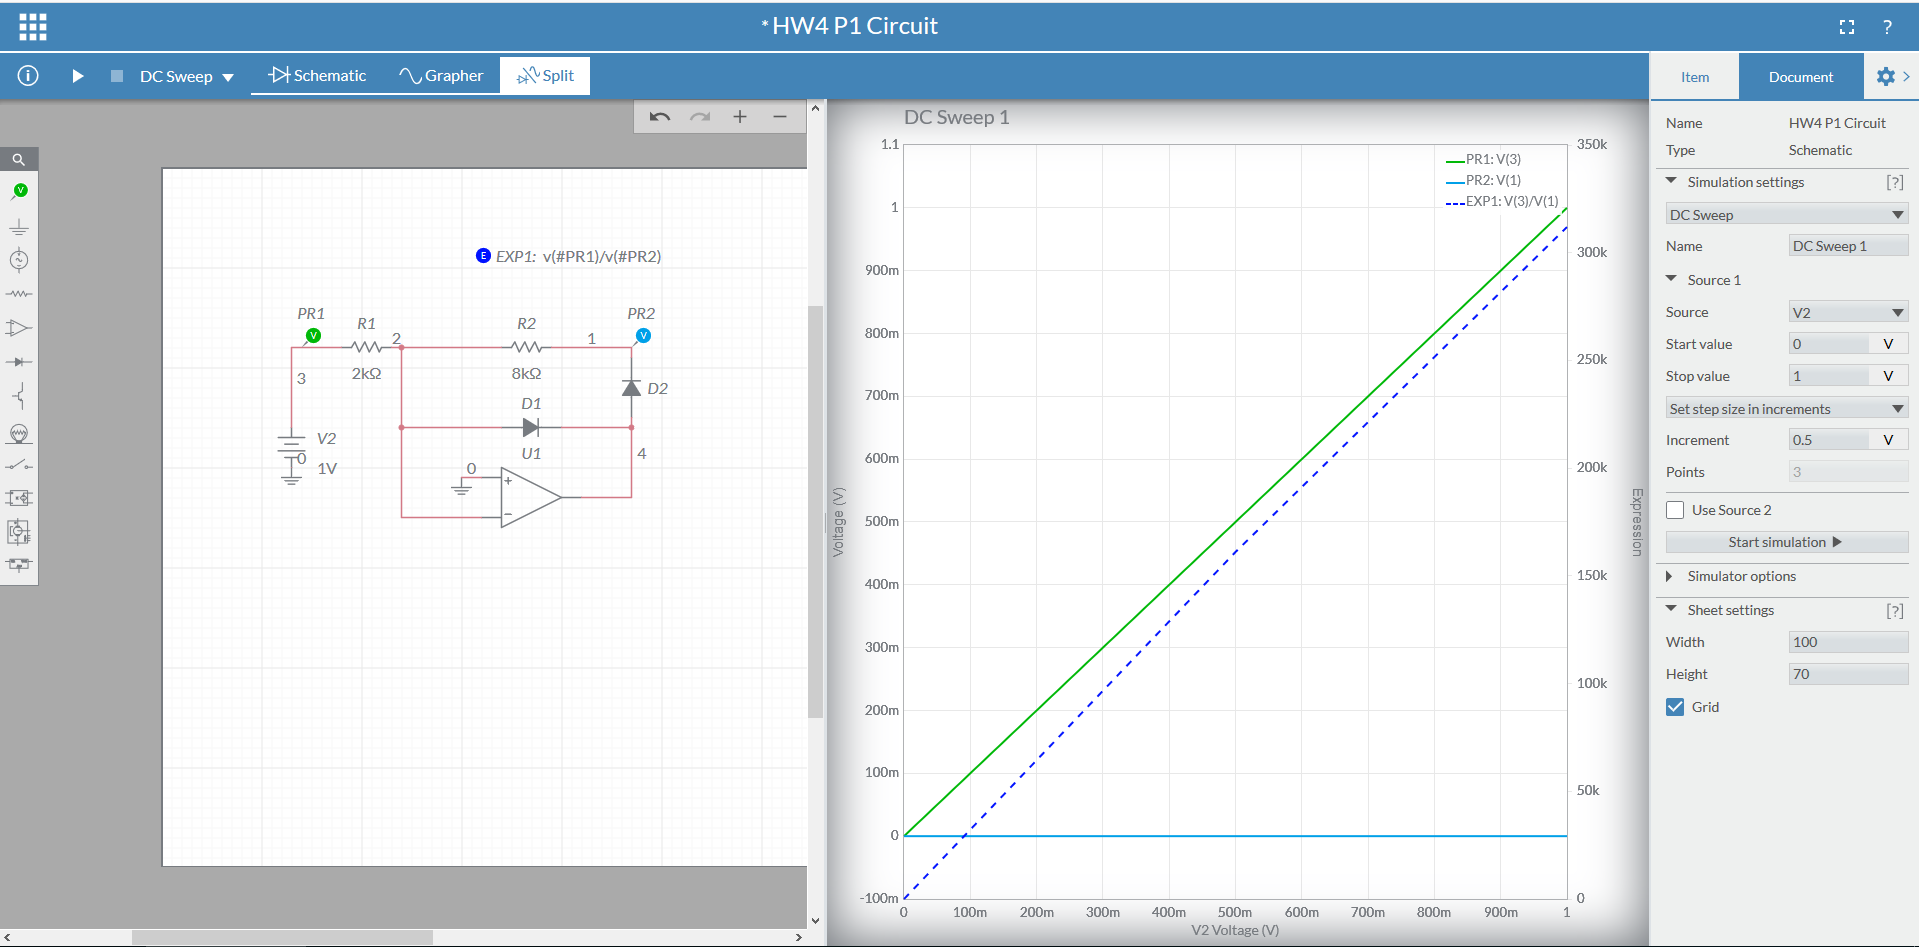 * HW4 P1 Circuit
?
DC Sweep
Schematic
Grapher
Split
Item
Document
EXP1: v(#PR1)/v(#PR2)
PR1
V
R1
2
2kΩ
R2
8kΩ
1
PR2
V
3
D2
D1
V2
0
1V
U1
0
4
+
−
E
V
DC Sweep 1
PR1: V(3)
PR2: V(1)
EXP1: V(3)/V(1)
1.1
1
900m
800m
700m
600m
500m
400m
300m
200m
100m
0
-100m
Voltage (V)
350k
300k
250k
200k
150k
100k
50k
0
Expression
0 100m 200m 300m 400m 500m 600m 700m 800m 900m 1
V2 Voltage (V)
Name HW4 P1 Circuit
Type Schematic
Simulation settings [?]
DC Sweep
Name DC Sweep 1
Source 1
Source V2
Start value 0 V
Stop value 1 V
Set step size in increments
Increment 0.5 V
Points 3
Use Source 2
Start simulation
Simulator options
Sheet settings [?]
Width 100
Height 70
Grid